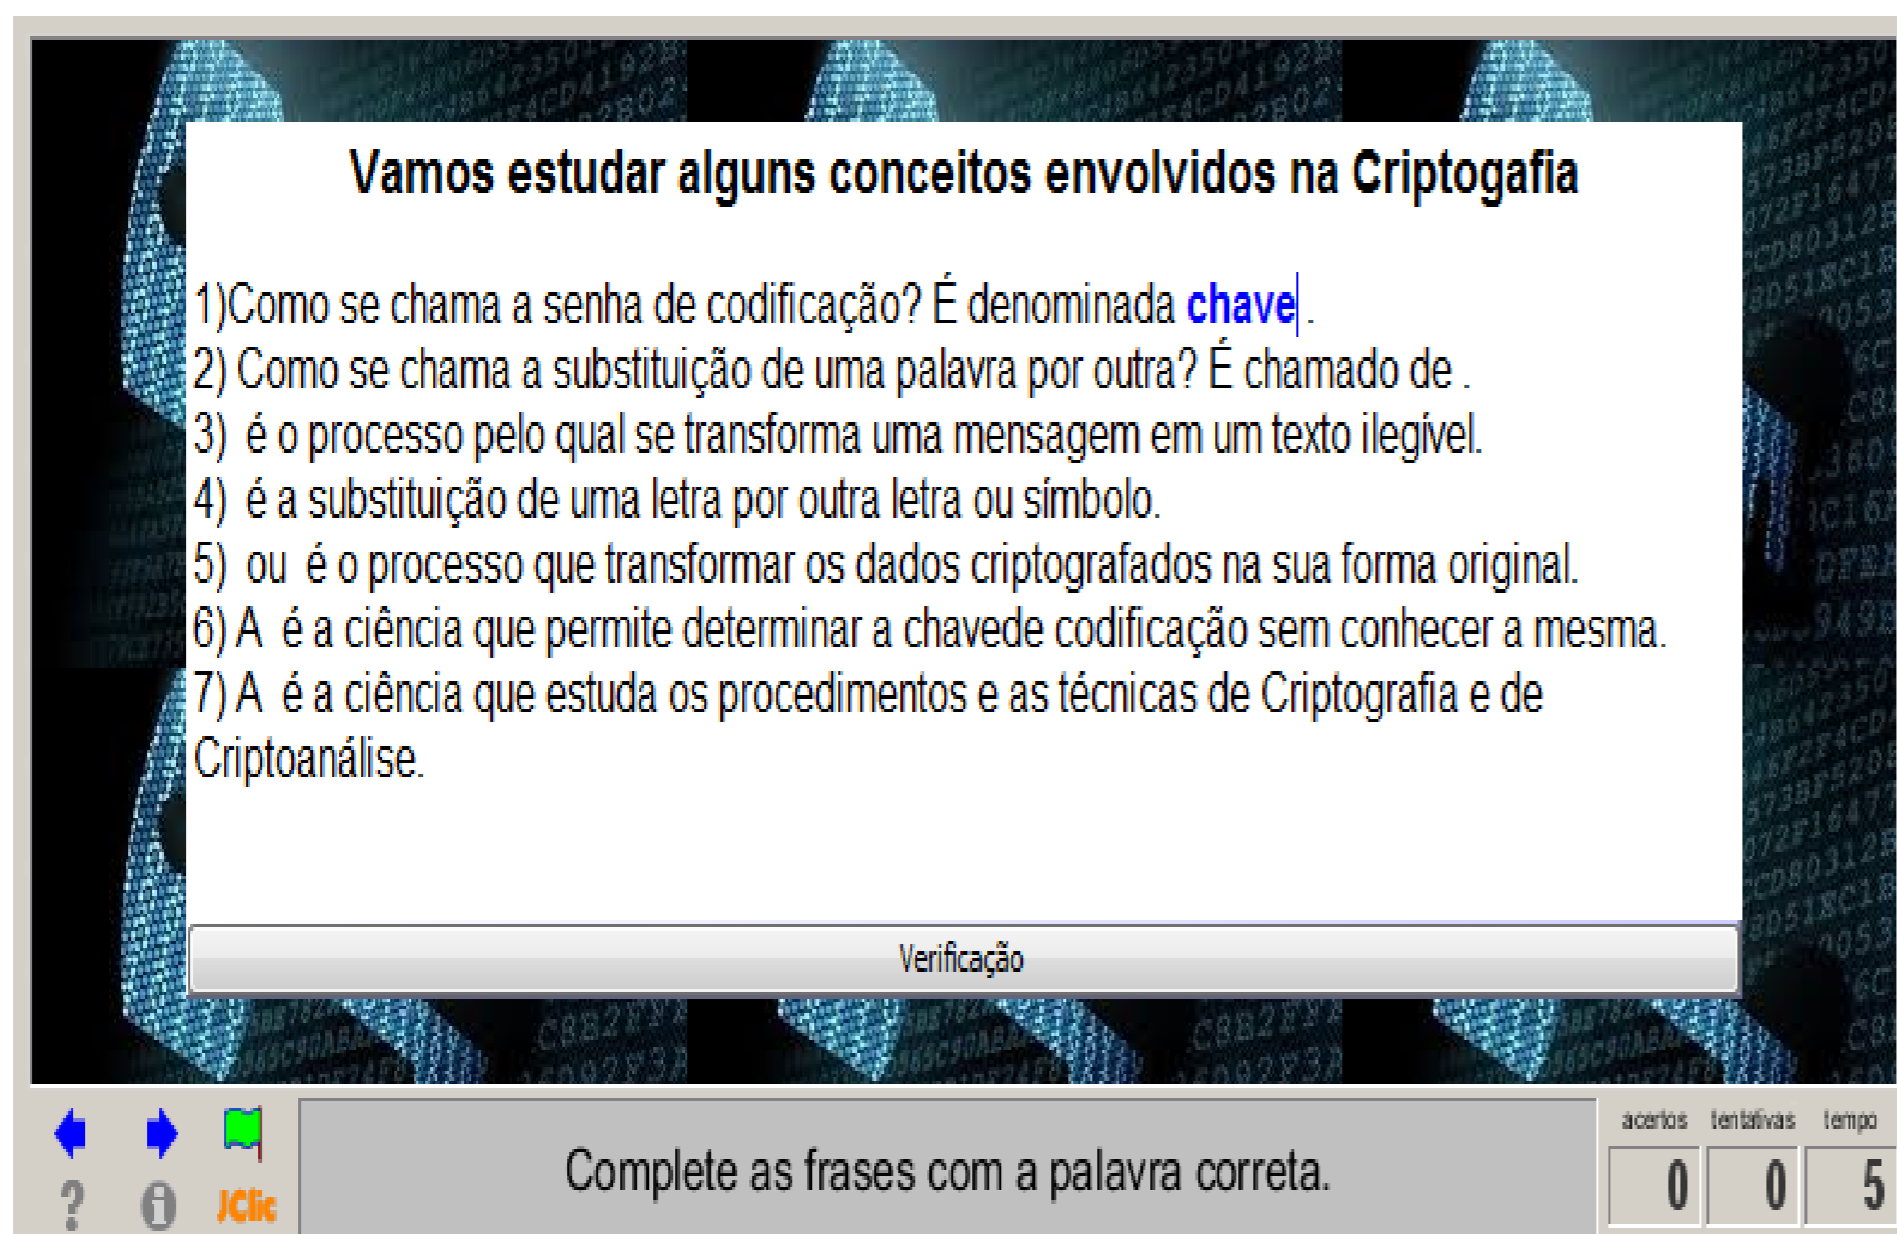 Vamos estudar alguns conceitos envolvidos na Criptogafia
1)Como se chama a senha de codificação? É denominada chave .
2) Como se chama a substituição de uma palavra por outra? É chamado de .
3)  é o processo pelo qual se transforma uma mensagem em um texto ilegível.
4)  é a substituição de uma letra por outra letra ou símbolo.
5)  ou  é o processo que transformar os dados criptografados na sua forma original.
6) A  é a ciência que permite determinar a chavede codificação sem conhecer a mesma.
7) A  é a ciência que estuda os procedimentos e as técnicas de Criptografia e de
Criptoanálise.
Verificação
Complete as frases com a palavra correta.
acertos tentativas tempo
0 0 5
JClic